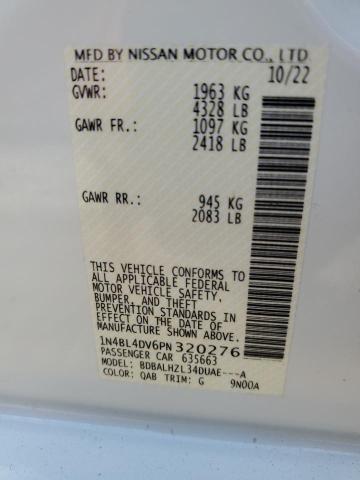 MFD BY NISSAN MOTOR CO., LTD
DATE: 10/22
GVWR: 1963 KG
4328 LB
GAWR FR.: 1097 KG
2418 LB
GAWR RR.: 945 KG
2083 LB
THIS VEHICLE CONFORMS TO
ALL APPLICABLE FEDERAL
MOTOR VEHICLE SAFETY,
BUMPER, AND THEFT
PREVENTION STANDARDS IN
EFFECT ON THE DATE OF
MANUFACTURE SHOWN ABOVE.
1N4BL4DV6PN320276
PASSENGER CAR 635663
MODEL: BDBALHZL34DUAE---A
COLOR: QAB TRIM: G 9N00A